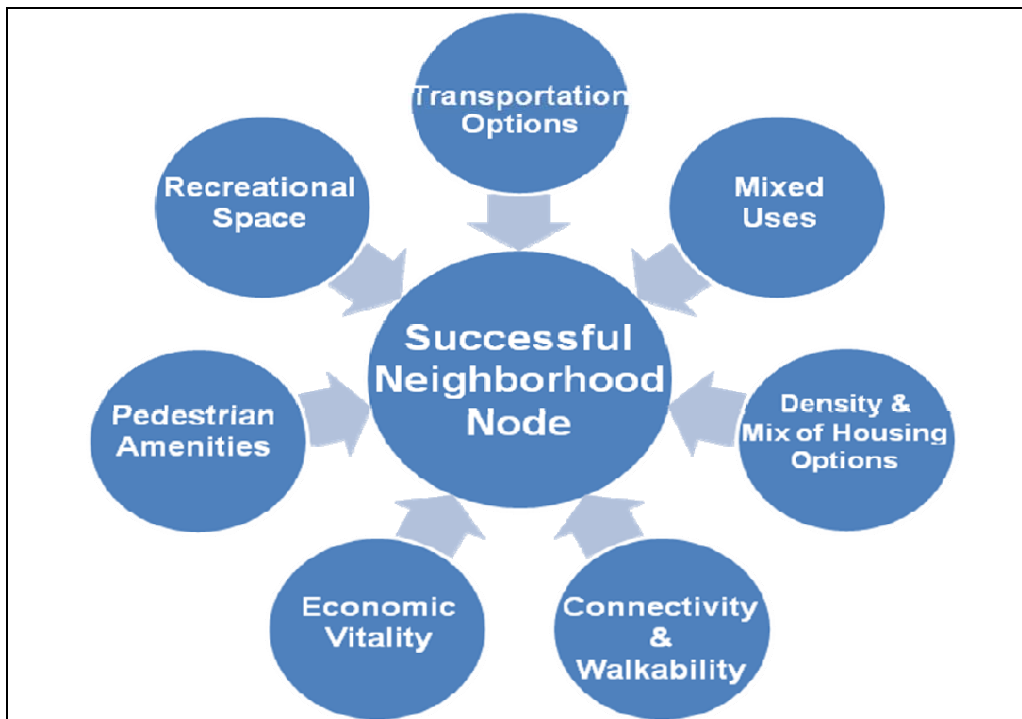 Transportation
Options
Mixed
Uses
Density &
Mix of Housing
Options
Connectivity
&
Walkability
Economic
Vitality
Pedestrian
Amenities
Recreational
Space
Successful
Neighborhood
Node